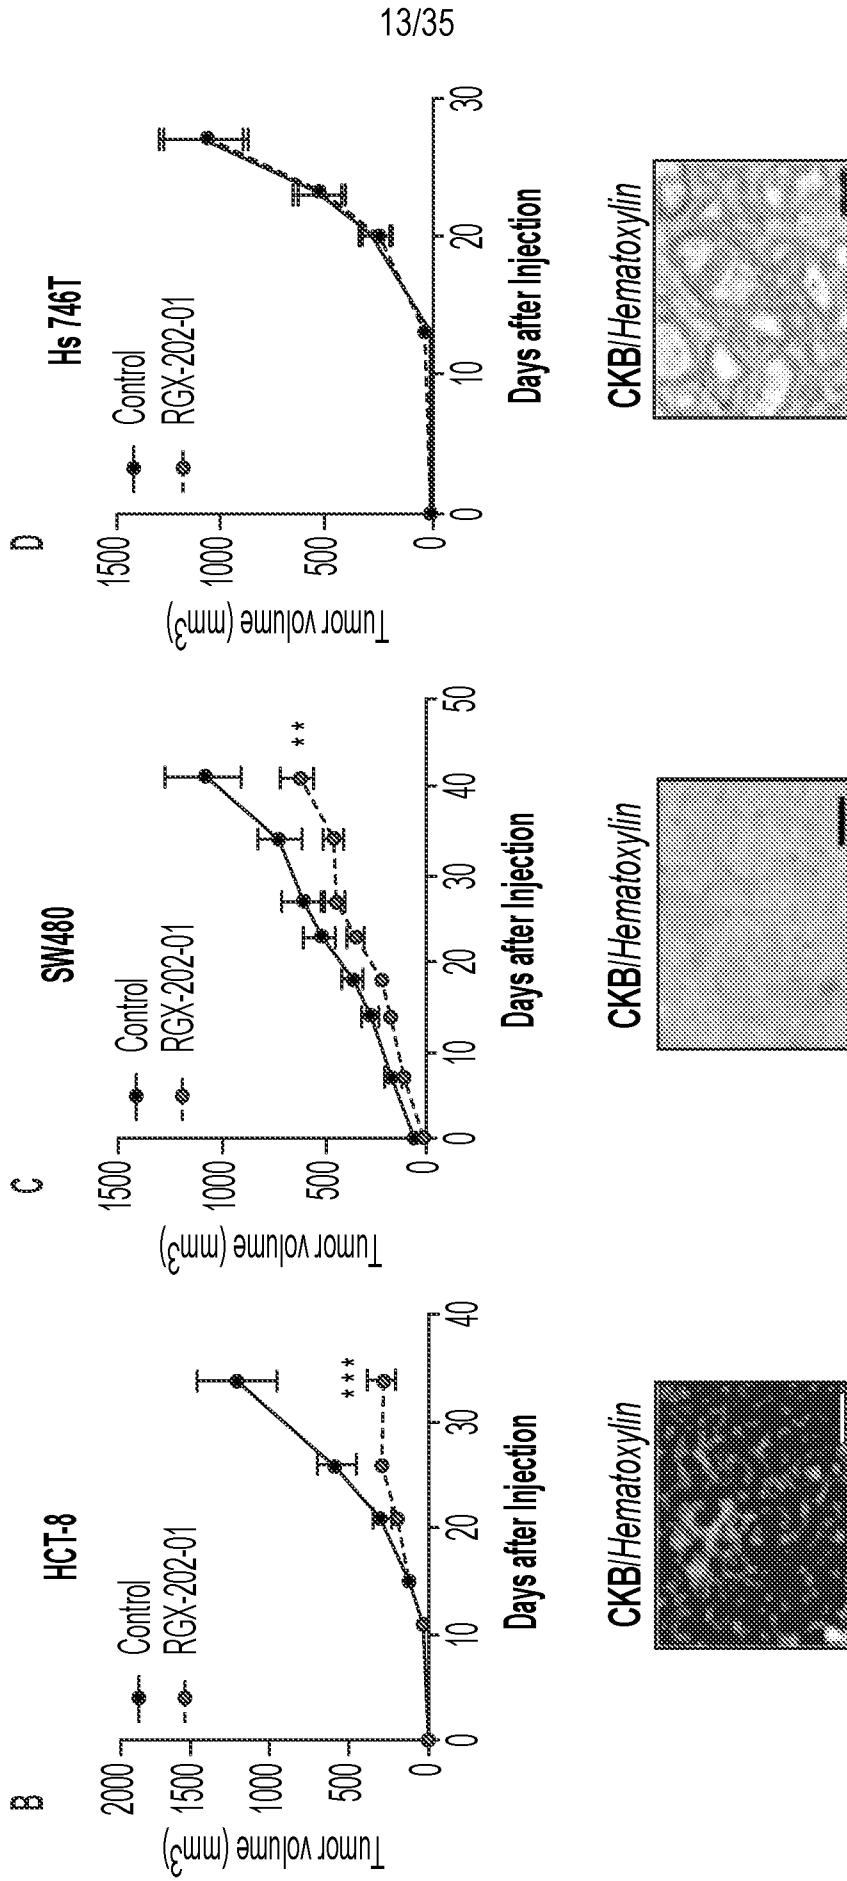 13/35
B
HCT-8
Control
RGX-202-01
Tumor volume (mm3)
2000
1500
1000
500
0
***
0
10
20
30
40
Days after Injection
CKB/Hematoxylin
C
SW480
Control
RGX-202-01
Tumor volume (mm3)
1500
1000
500
0
**
0
10
20
30
40
50
Days after Injection
CKB/Hematoxylin
D
Hs 746T
Control
RGX-202-01
Tumor volume (mm3)
1500
1000
500
0
0
10
20
30
Days after Injection
CKB/Hematoxylin